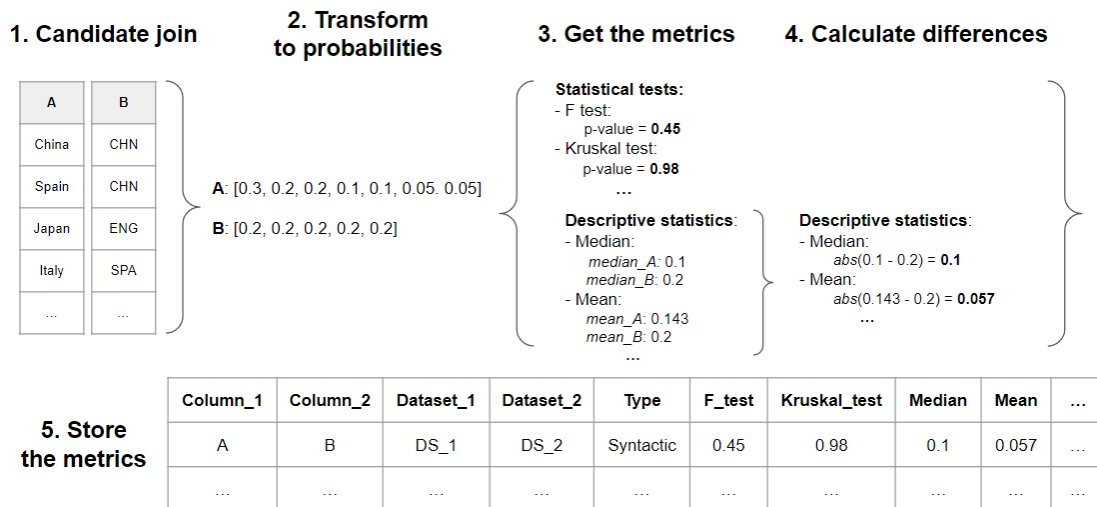 1. Candidate join
2. Transform
to probabilities
3. Get the metrics
4. Calculate differences
A B
China CHN
Spain CHN
Japan ENG
Italy SPA
... ...
A: [0.3, 0.2, 0.2, 0.1, 0.1, 0.05. 0.05]
B: [0.2, 0.2, 0.2, 0.2, 0.2]
Statistical tests:
- F test:
p-value = 0.45
- Kruskal test:
p-value = 0.98
...
Descriptive statistics:
- Median:
median_A: 0.1
median_B: 0.2
- Mean:
mean_A: 0.143
mean_B: 0.2
...
Descriptive statistics:
- Median:
abs(0.1 - 0.2) = 0.1
- Mean:
abs(0.143 - 0.2) = 0.057
...
5. Store
the metrics
Column_1 Column_2 Dataset_1 Dataset_2 Type F_test Kruskal_test Median Mean ...
A B DS_1 DS_2 Syntactic 0.45 0.98 0.1 0.057 ...
... ... ... ... ... ... ... ... ... ...